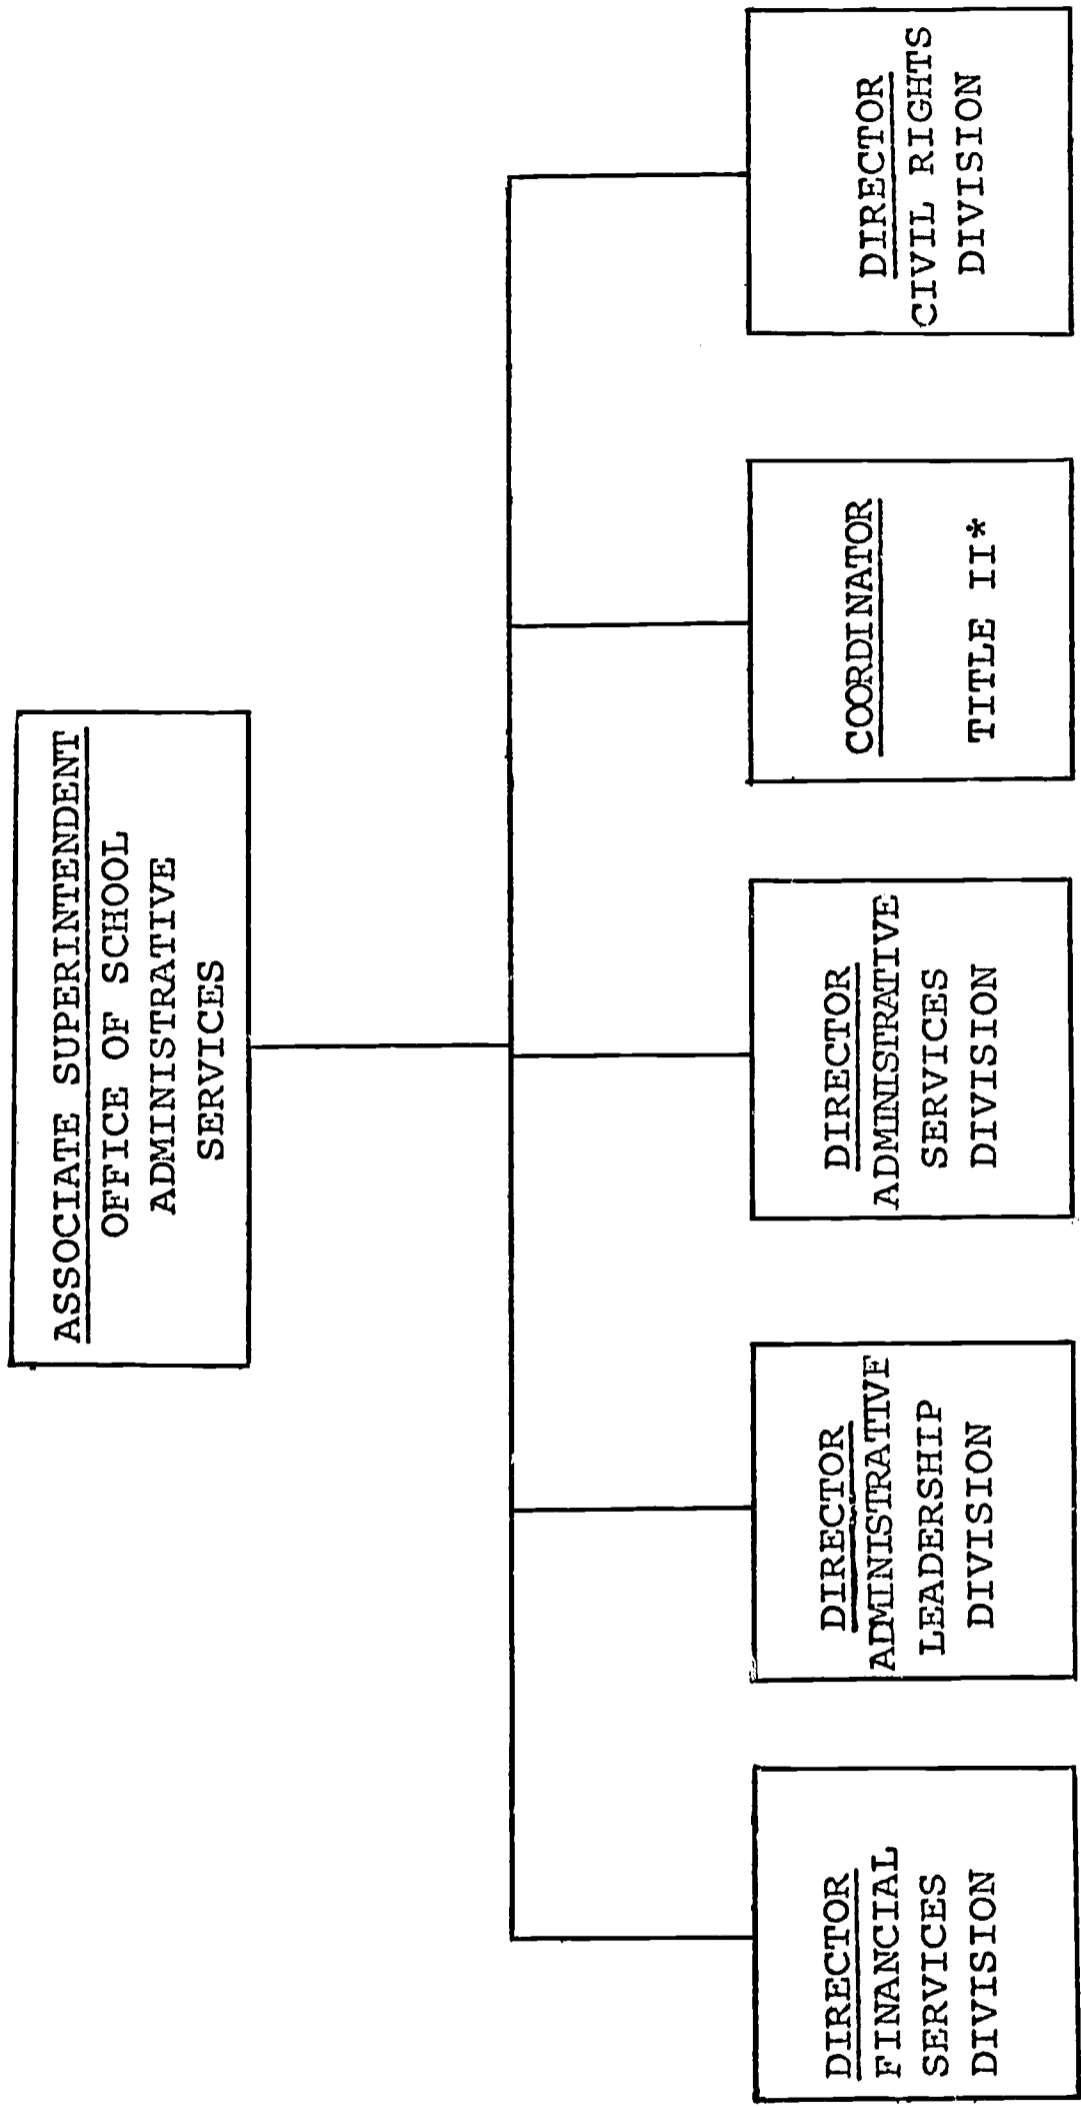 ASSOCIATE SUPERINTENDENT
OFFICE OF SCHOOL
ADMINISTRATIVE
SERVICES
DIRECTOR
FINANCIAL
SERVICES
DIVISION
DIRECTOR
ADMINISTRATIVE
LEADERSHIP
DIVISION
DIRECTOR
ADMINISTRATIVE
SERVICES
DIVISION
COORDINATOR
TITLE II*
DIRECTOR
CIVIL RIGHTS
DIVISION